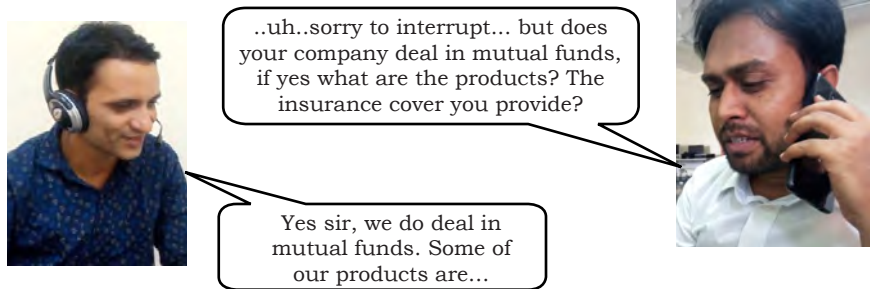 ..uh..sorry to interrupt... but does
your company deal in mutual funds,
if yes what are the products? The
insurance cover you provide?
Yes sir, we do deal in
mutual funds. Some of
our products are...